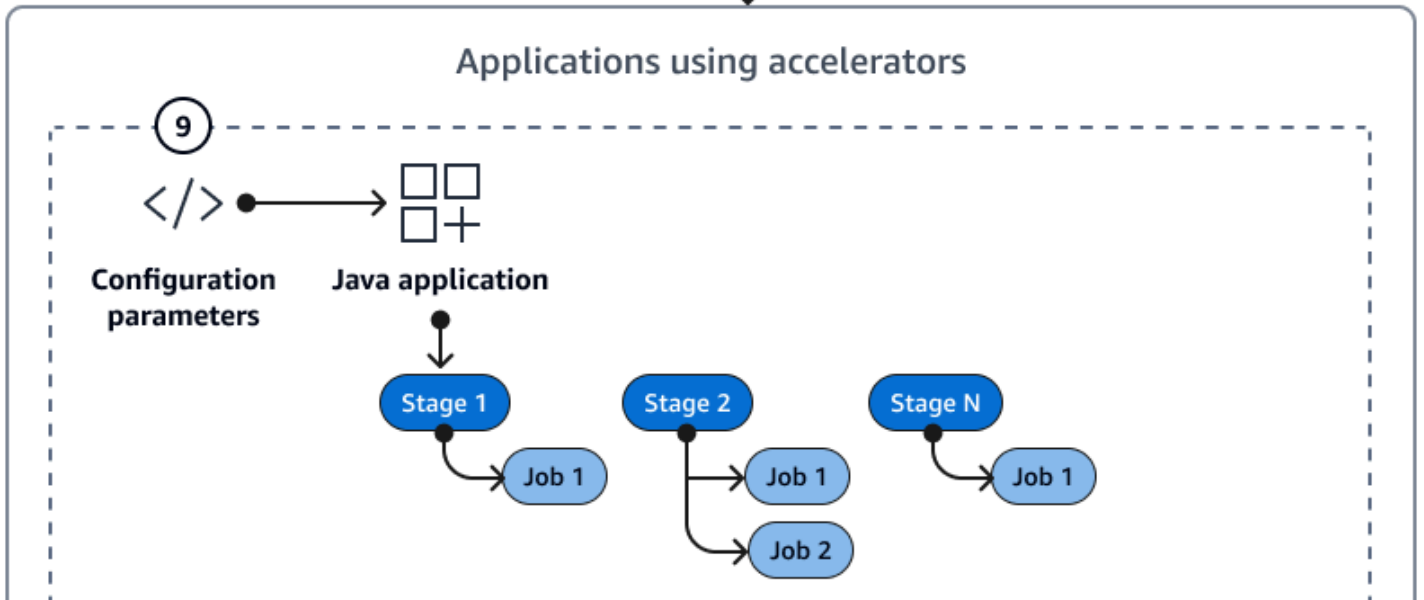 Applications using accelerators
9
</>
Configuration
parameters
Java application
Stage 1
Stage 2
Stage N
Job 1
Job 1
Job 1
Job 2